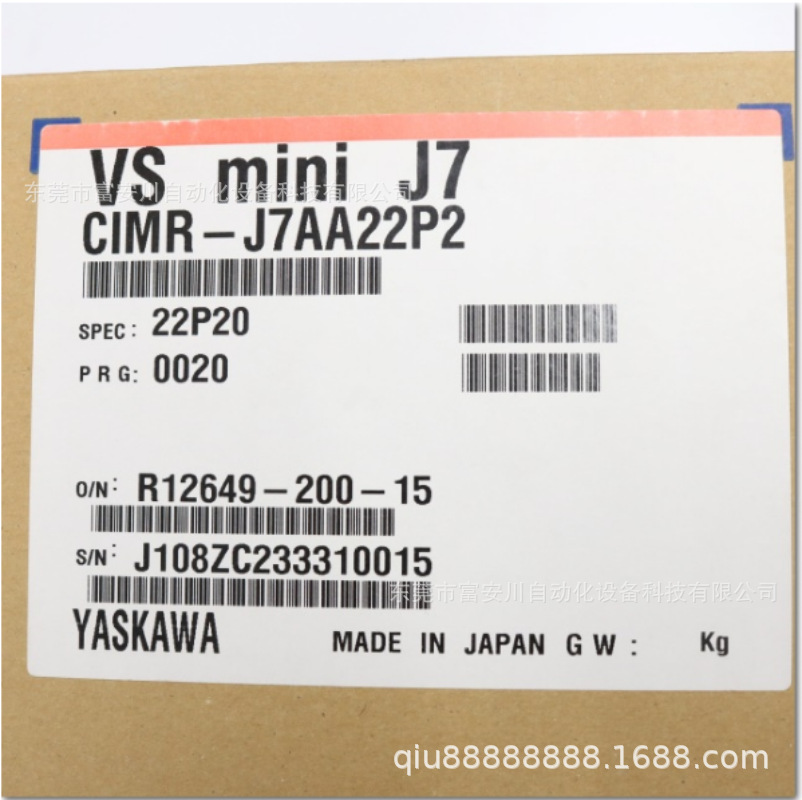 VS mini J7
东莞市富安川自动化设备科技有限公司
CIMR-J7AA22P2
SPEC: 22P20
PRG: 0020
O/N: R12649-200-15
S/N: J108ZC233310015
东莞市富安川自动化设备科技有限公司
YASKAWA MADE IN JAPAN G W: Kg
qiu88888888.1688.com